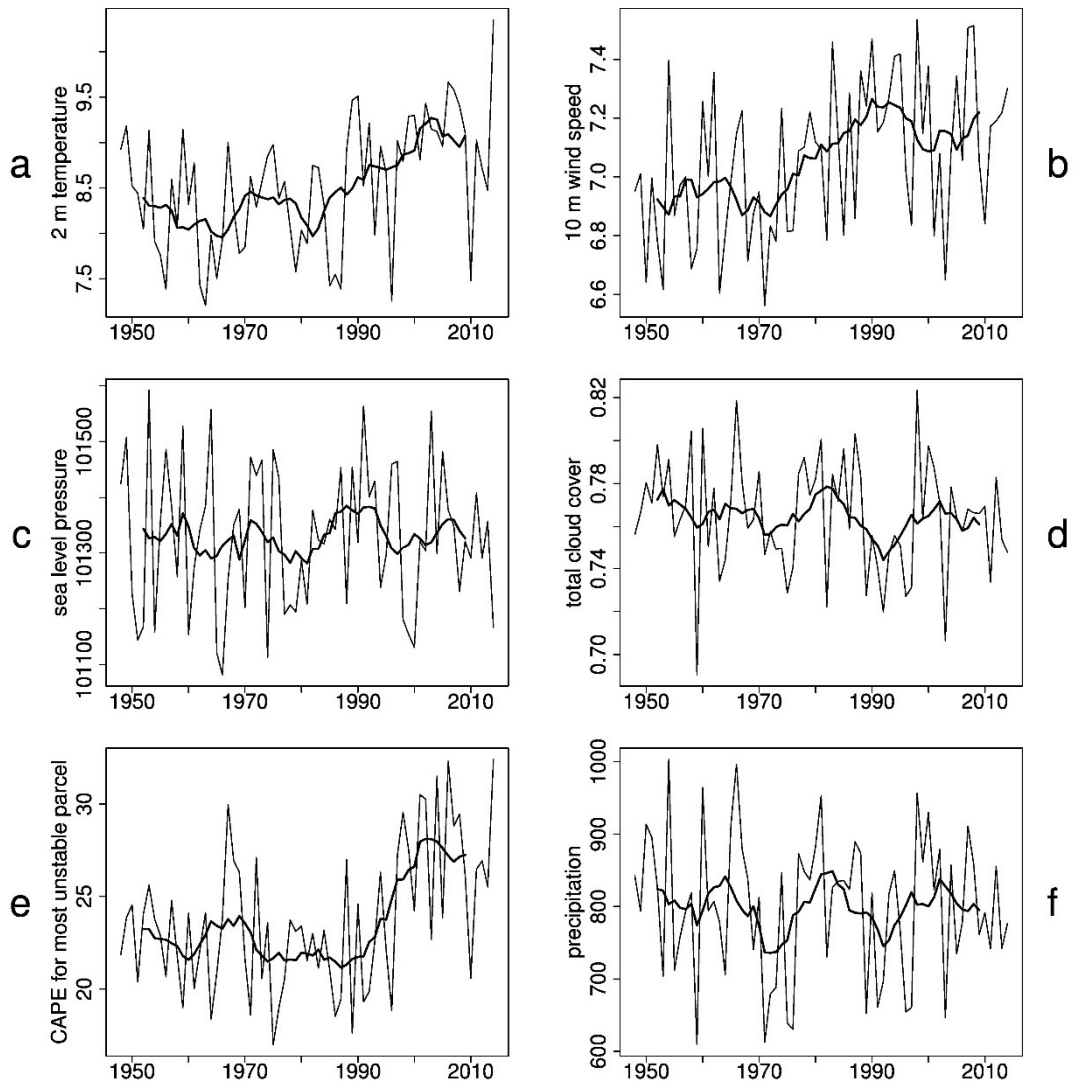 a
2 m temperature
9.5
8.5
7.5
1950 1970 1990 2010
b
10 m wind speed
7.4
7.2
7.0
6.8
6.6
1950 1970 1990 2010
c
sea level pressure
101500
101300
101100
1950 1970 1990 2010
d
total cloud cover
0.82
0.78
0.74
0.70
1950 1970 1990 2010
e
CAPE for most unstable parcel
30
25
20
1950 1970 1990 2010
f
precipitation
1000
900
800
700
600
1950 1970 1990 2010